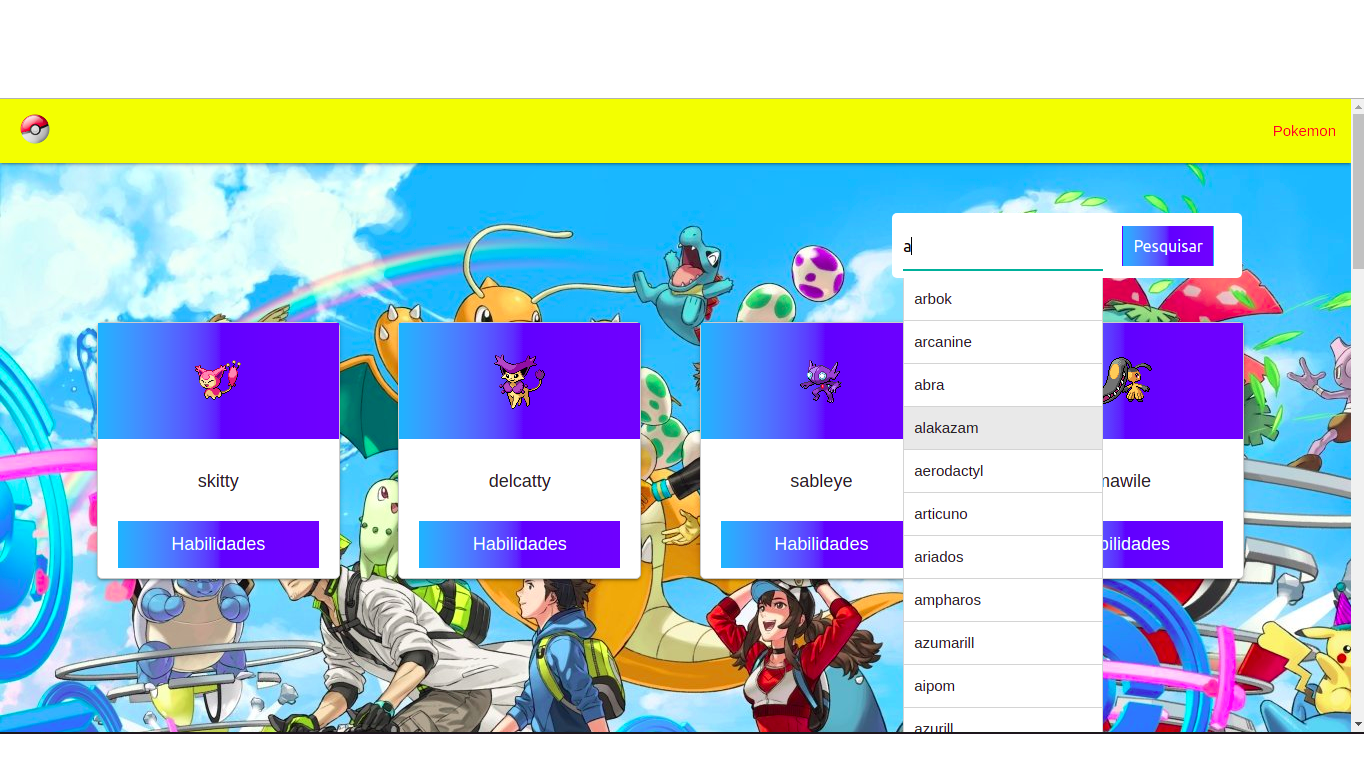 Pokemon
a
Pesquisar
arbok
arcanine
abra
alakazam
aerodactyl
articuno
ariados
ampharos
azumarill
aipom
azurill
skitty
delcatty
sableye
mawile
Habilidades
Habilidades
Habilidades
bilidades